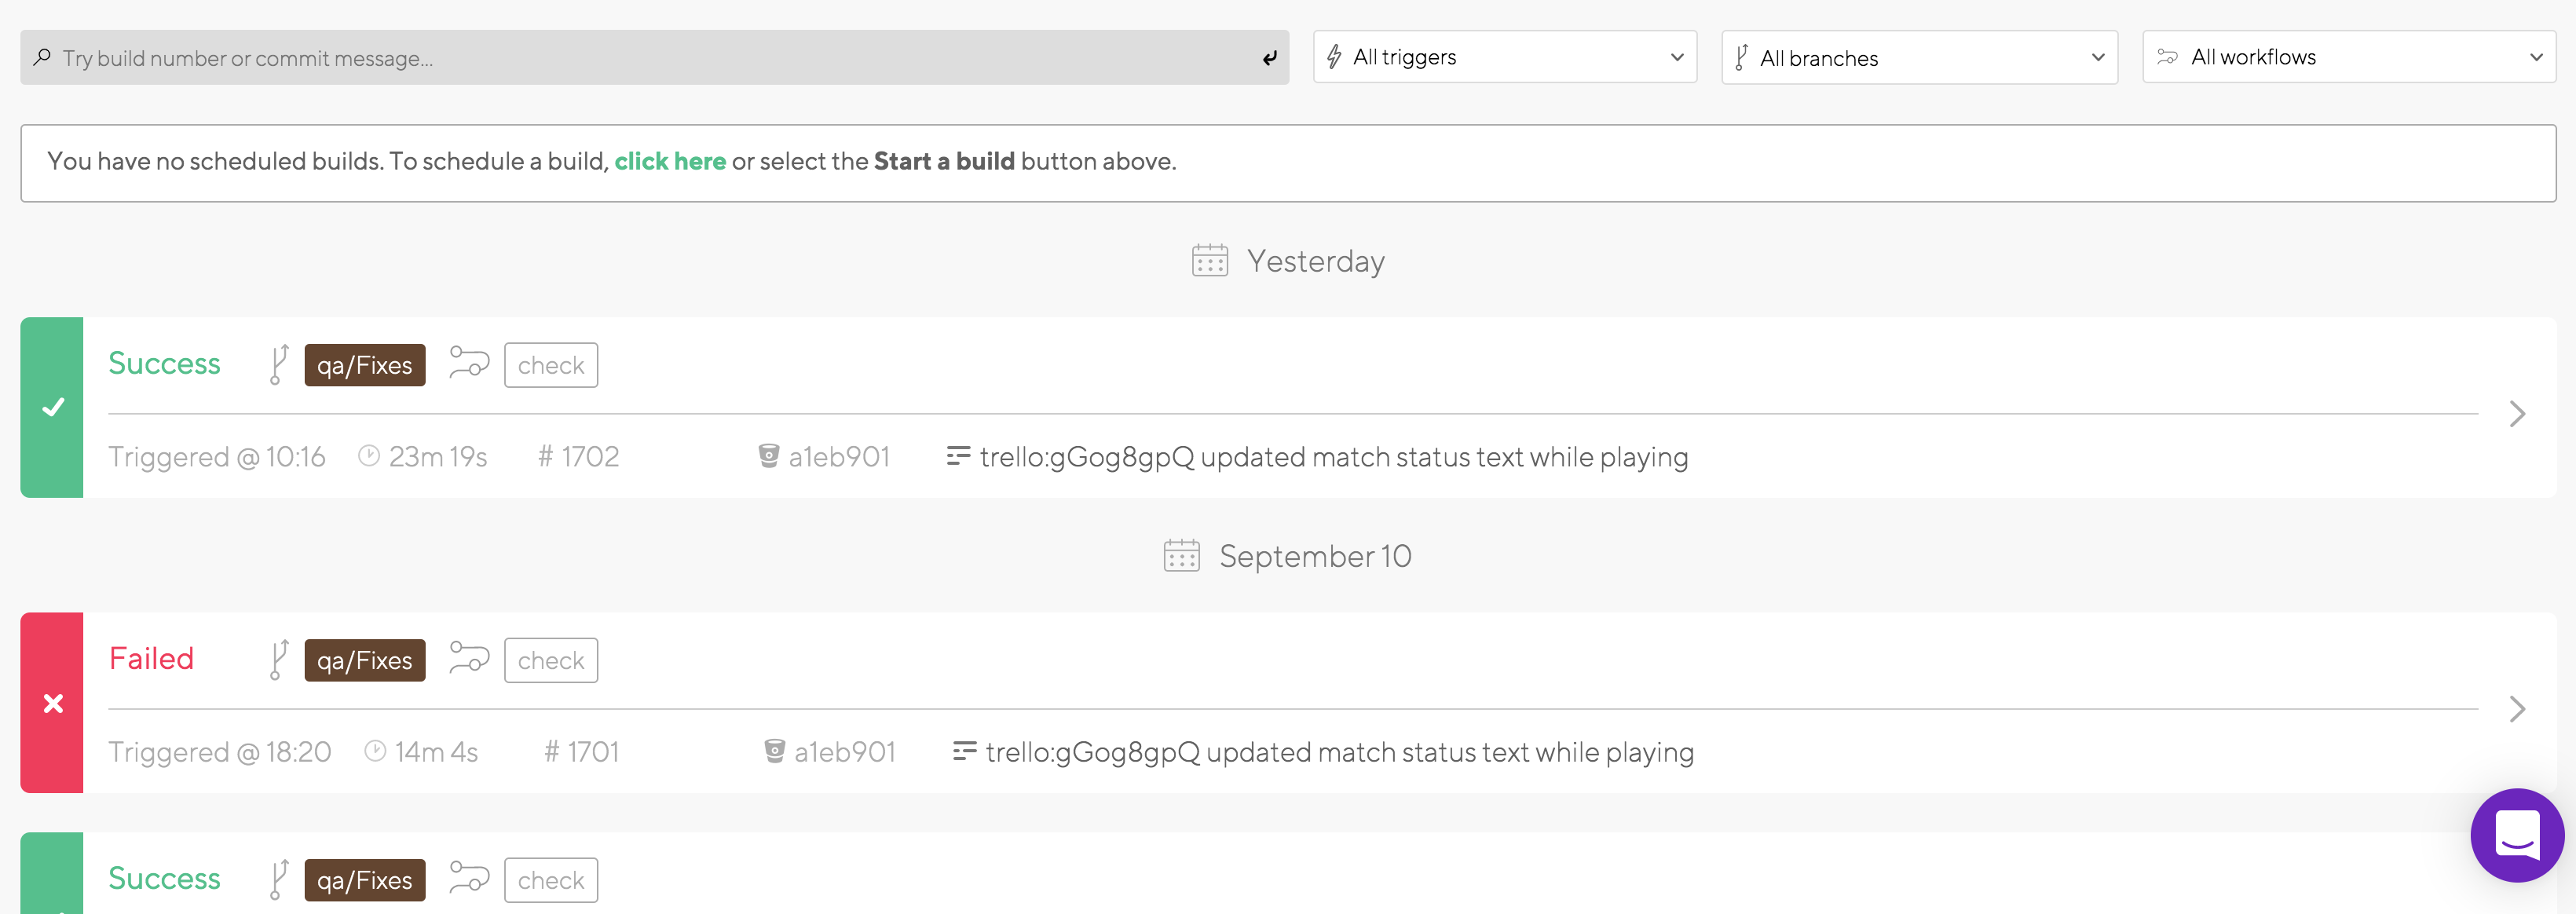 Try build number or commit message...
All triggers
All branches
All workflows
You have no scheduled builds. To schedule a build, click here or select the Start a build button above.
Yesterday
Success qa/Fixes check
Triggered @ 10:16 23m 19s # 1702 a1eb901 trello:gGog8gpQ updated match status text while playing
September 10
Failed qa/Fixes check
Triggered @ 18:20 14m 4s # 1701 a1eb901 trello:gGog8gpQ updated match status text while playing
Success qa/Fixes check